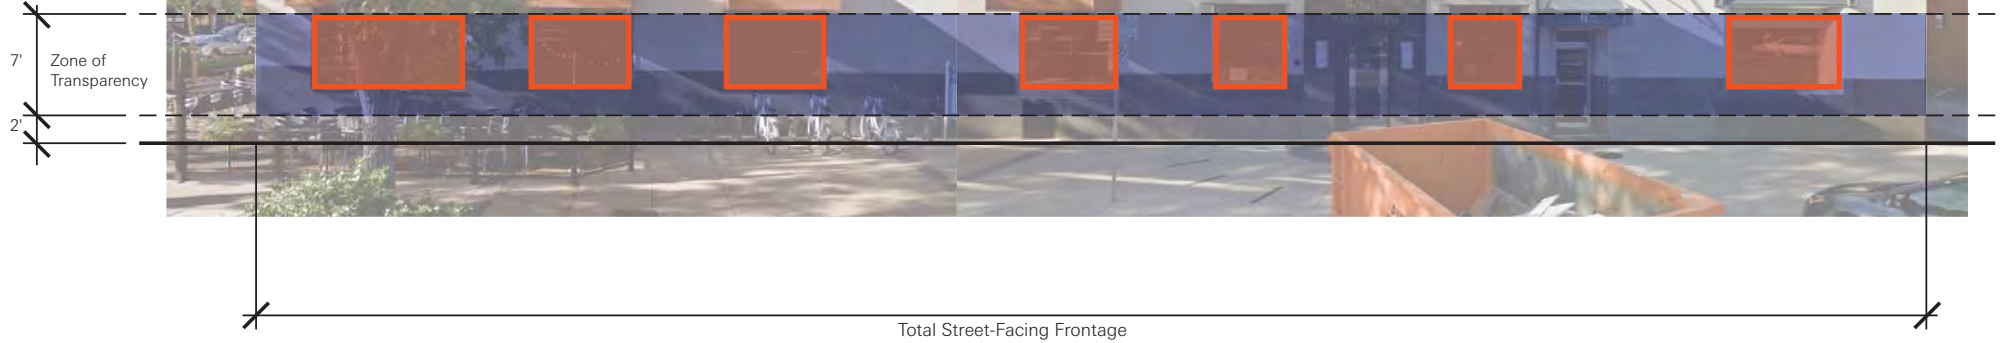 7'
Zone of
Transparency
2'
Total Street-Facing Frontage